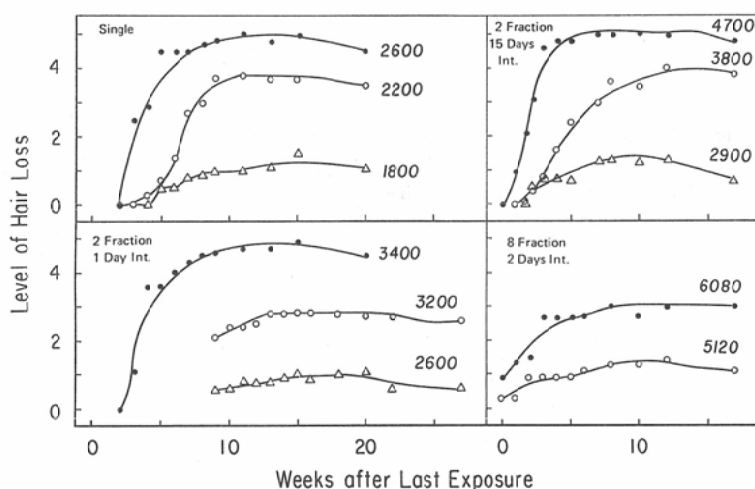 Single
2600
2200
1800
2 Fraction
15 Days
Int.
4700
3800
2900
4
2
0
2 Fraction
1 Day Int.
3400
3200
2600
8 Fraction
2 Days Int.
6080
5120
4
2
0
Level of Hair Loss
0
10
20
0
10
Weeks after Last Exposure